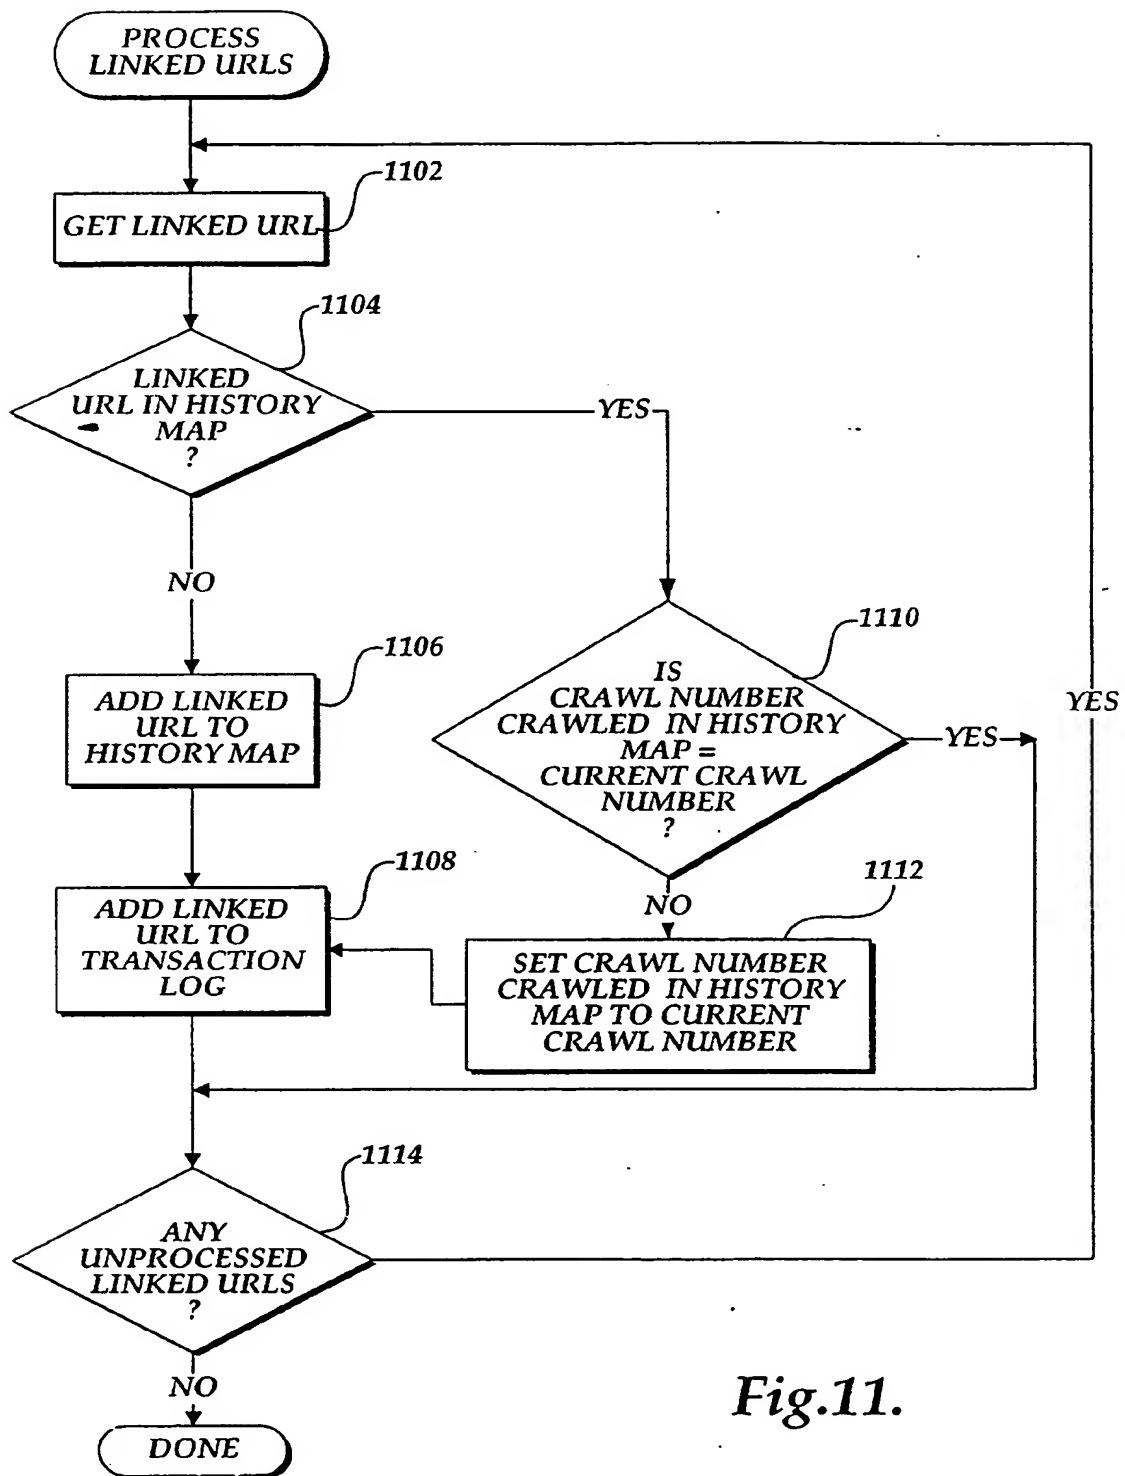 PROCESS
LINKED URLS
1102
GET LINKED URL
1104
LINKED
URL IN HISTORY
MAP
?
YES
NO
1106
ADD LINKED
URL TO
HISTORY MAP
1110
IS
CRAWL NUMBER
CRAWLED IN HISTORY
MAP =
CURRENT CRAWL
NUMBER
?
YES
YES
1108
ADD LINKED
URL TO
TRANSACTION
LOG
NO
1112
SET CRAWL NUMBER
CRAWLED IN HISTORY
MAP TO CURRENT
CRAWL NUMBER
1114
ANY
UNPROCESSED
LINKED URLS
?
NO
DONE
Fig.11.